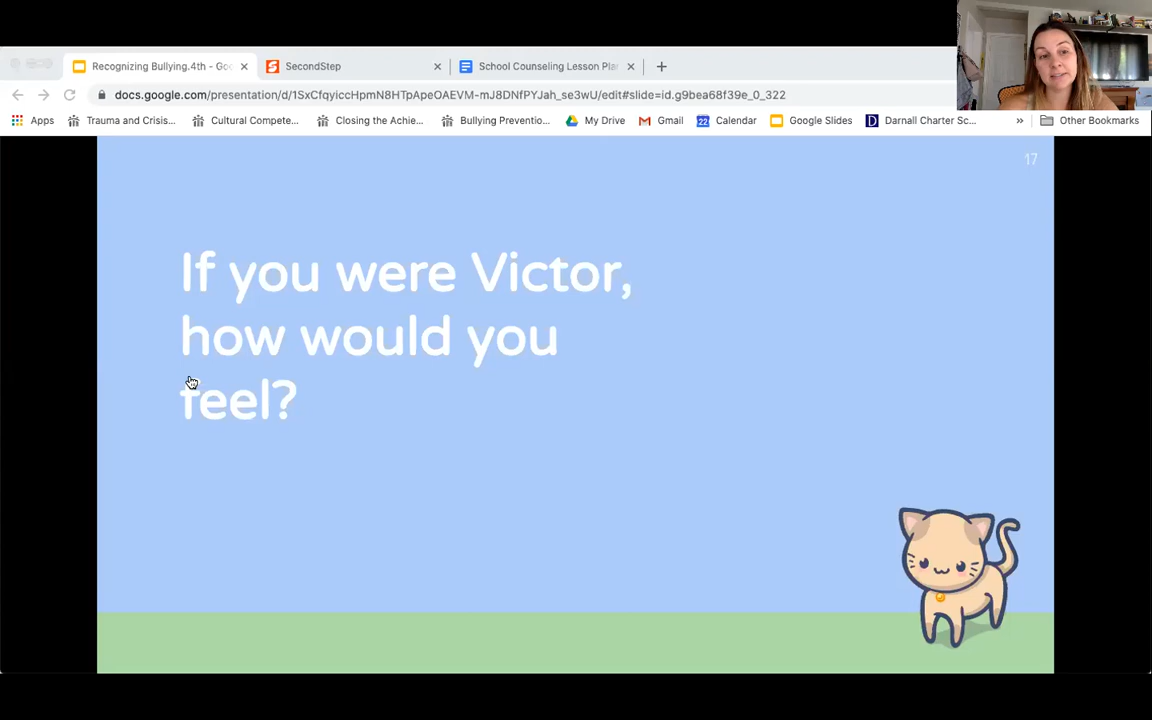 Recognizing Bullying.4th - Goo
SecondStep
School Counseling Lesson Plan
docs.google.com/presentation/d/1SxCfqyiccHpmN8HTpApeOAEVM-mJ8DNfPYJah_se3wU/edit#slide=id.g9bea68f39e_0_322
Apps
Trauma and Crisis...
Cultural Compete...
Closing the Achie...
Bullying Preventio...
My Drive
Gmail
Calendar
Google Slides
Darnall Charter Sc...
»
Other Bookmarks
17
If you were Victor,
how would you
feel?